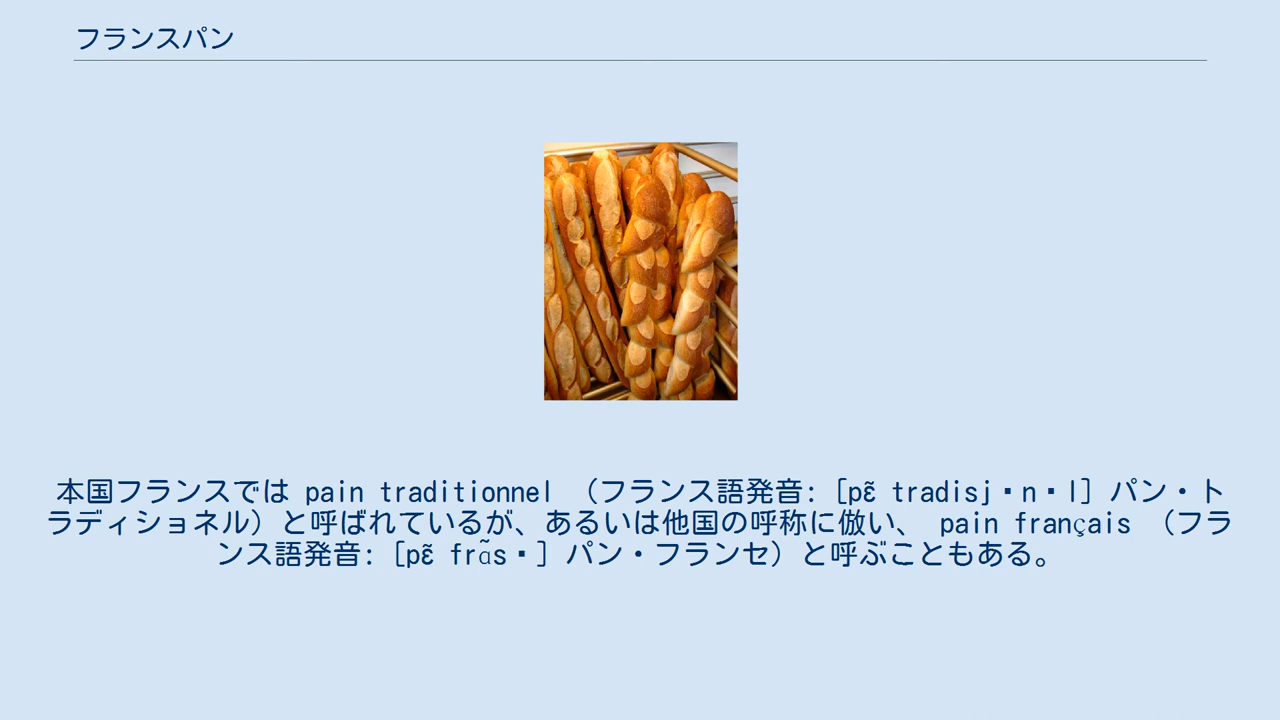 フランスパン
本国フランスでは pain traditionnel （フランス語発音: [pɛ̃ tradisj▪n▪l] パン・ト
ラディショネル）と呼ばれているが、あるいは他国の呼称に倣い、 pain français （フラ
ンス語発音: [pɛ̃ frɑ̃s▪] パン・フランセ）と呼ぶこともある。